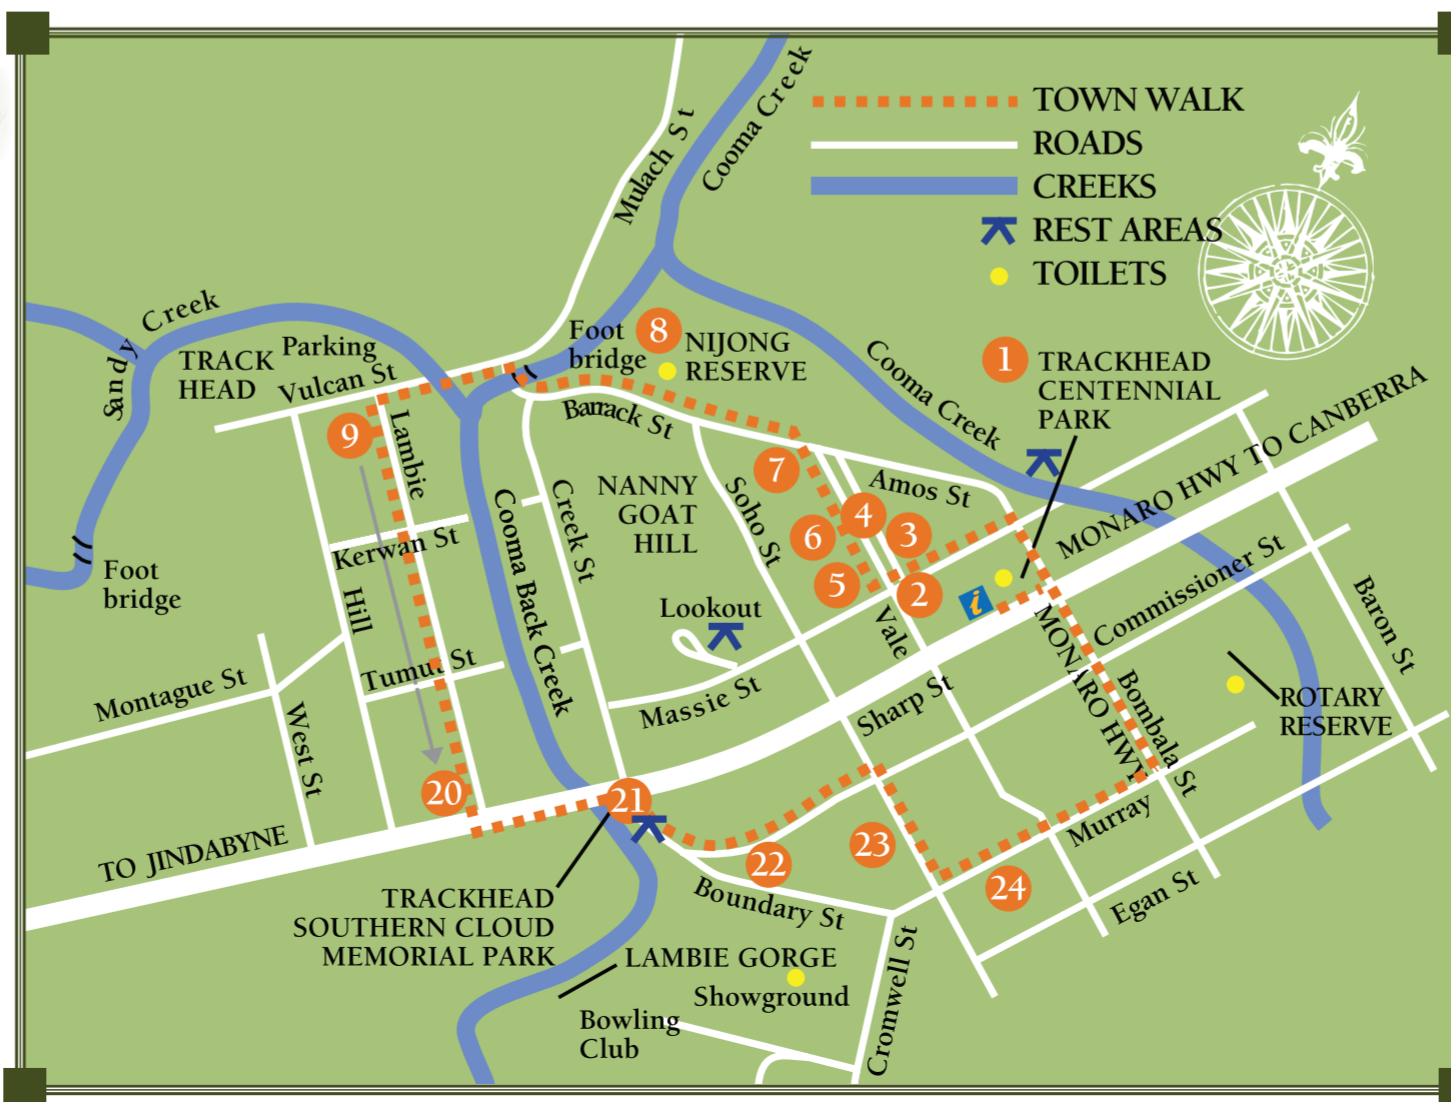 TOWN WALK
ROADS
CREEKS
REST AREAS
TOILETS
Mulach St
Cooma Creek
Sandy Creek
TRACK
HEAD
Parking
Vulcan St
Foot
bridge
8
NIJONG
RESERVE
Cooma Creek
1
TRACKHEAD
CENTENNIAL
PARK
MONARO HWY TO CANBERRA
9
Lambie
Barrack St
7
Amos St
NANNY
GOAT
HILL
Soho St
4
3
6
5
2
i
Kerwan St
Cooma Back Creek
Creek St
Foot
bridge
Hill
Lookout
Vale
MONARO HWY
Commissioner St
Baron St
Montague St
Tumut St
Massie St
Sharp St
Bombala St
ROTARY
RESERVE
West St
20
21
TO JINDABYNE
22
23
24
Murray
Egan St
Boundary St
TRACKHEAD
SOUTHERN CLOUD
MEMORIAL PARK
LAMBIE GORGE
Showground
Cromwell St
Bowling
Club